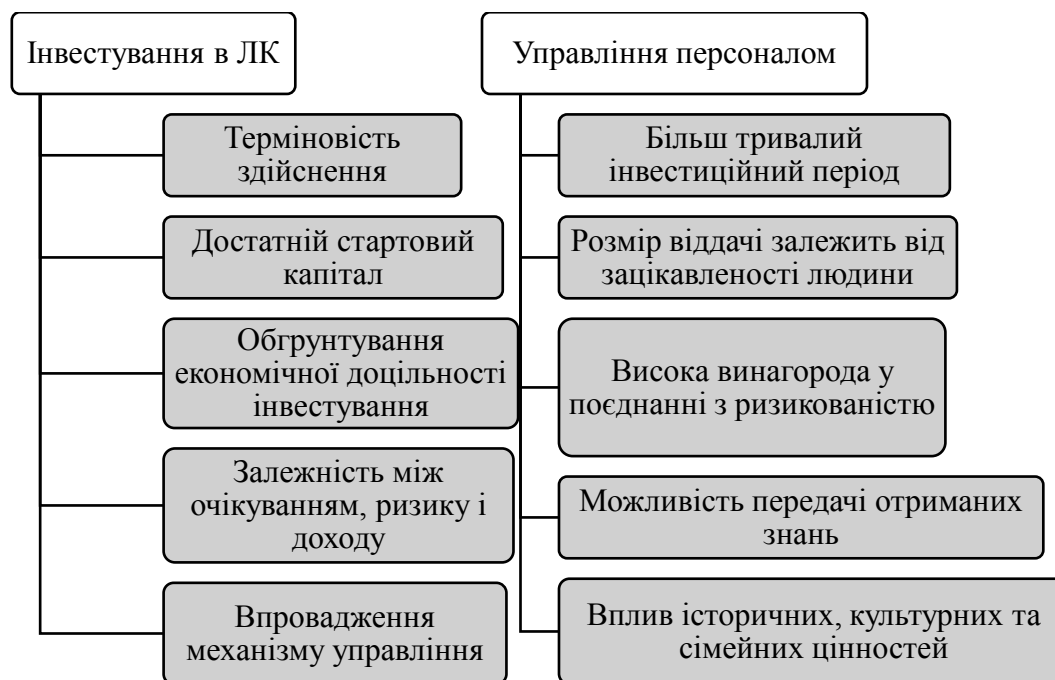 Інвестування в ЛК
Терміновість
здійснення
Достатній стартовий
капітал
Обгрунтування
економічної доцільності
інвестування
Залежність між
очікуванням, ризику і
доходу
Впровадження
механізму управління
Управління персоналом
Більш тривалий
інвестиційний період
Розмір віддачі залежить від
зацікавленості людини
Висока винагорода у
поєднанні з ризикованістю
Можливість передачі отриманих
знань
Вплив історичних, культурних та
сімейних цінностей